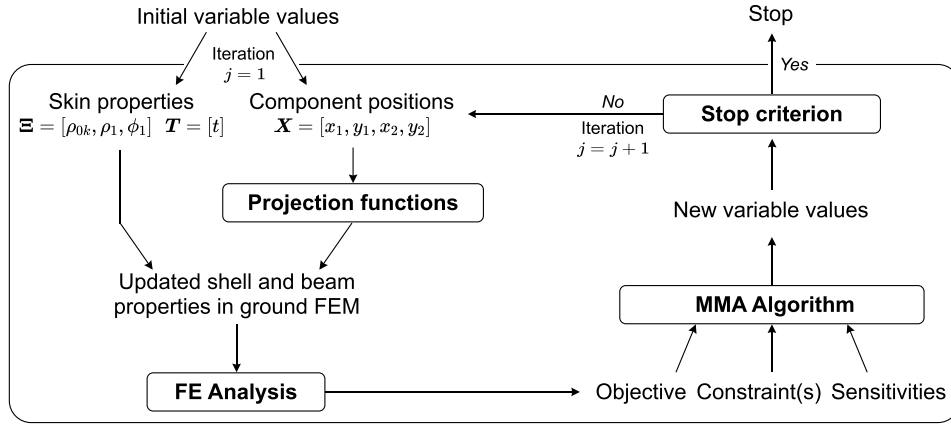 Initial variable values
Stop
Iteration
j = 1
Yes
Skin properties
Ξ = [ρ₀ₖ, ρ₁, ϕ₁] T = [t]
Component positions
X = [x₁, y₁, x₂, y₂]
No
Iteration
j = j + 1
Stop criterion
Projection functions
New variable values
Updated shell and beam
properties in ground FEM
MMA Algorithm
FE Analysis
Objective Constraint(s) Sensitivities